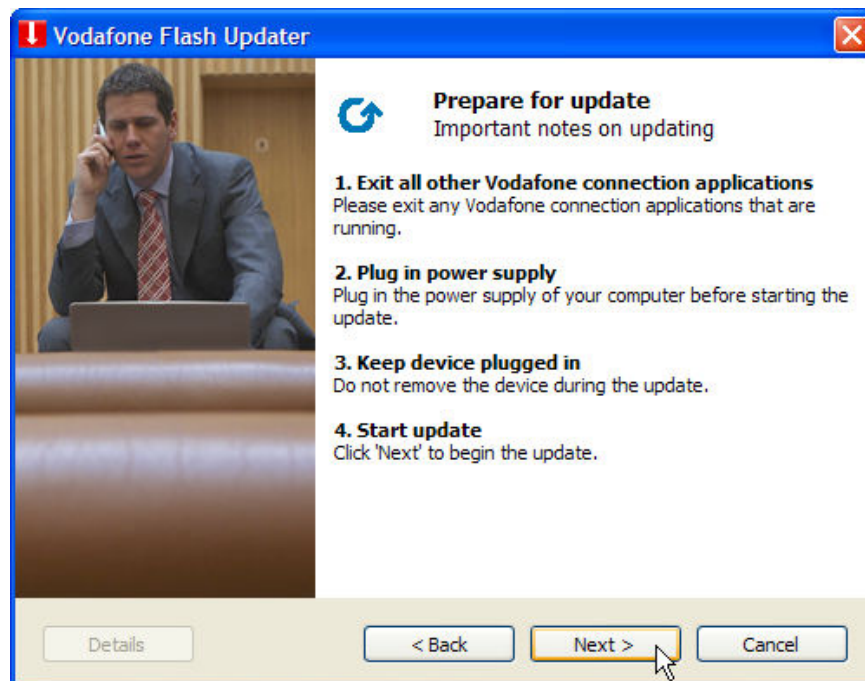 Vodafone Flash Updater
Prepare for update
Important notes on updating
1. Exit all other Vodafone connection applications
Please exit any Vodafone connection applications that are
running.
2. Plug in power supply
Plug in the power supply of your computer before starting the
update.
3. Keep device plugged in
Do not remove the device during the update.
4. Start update
Click 'Next' to begin the update.
Details
< Back
Next >
Cancel